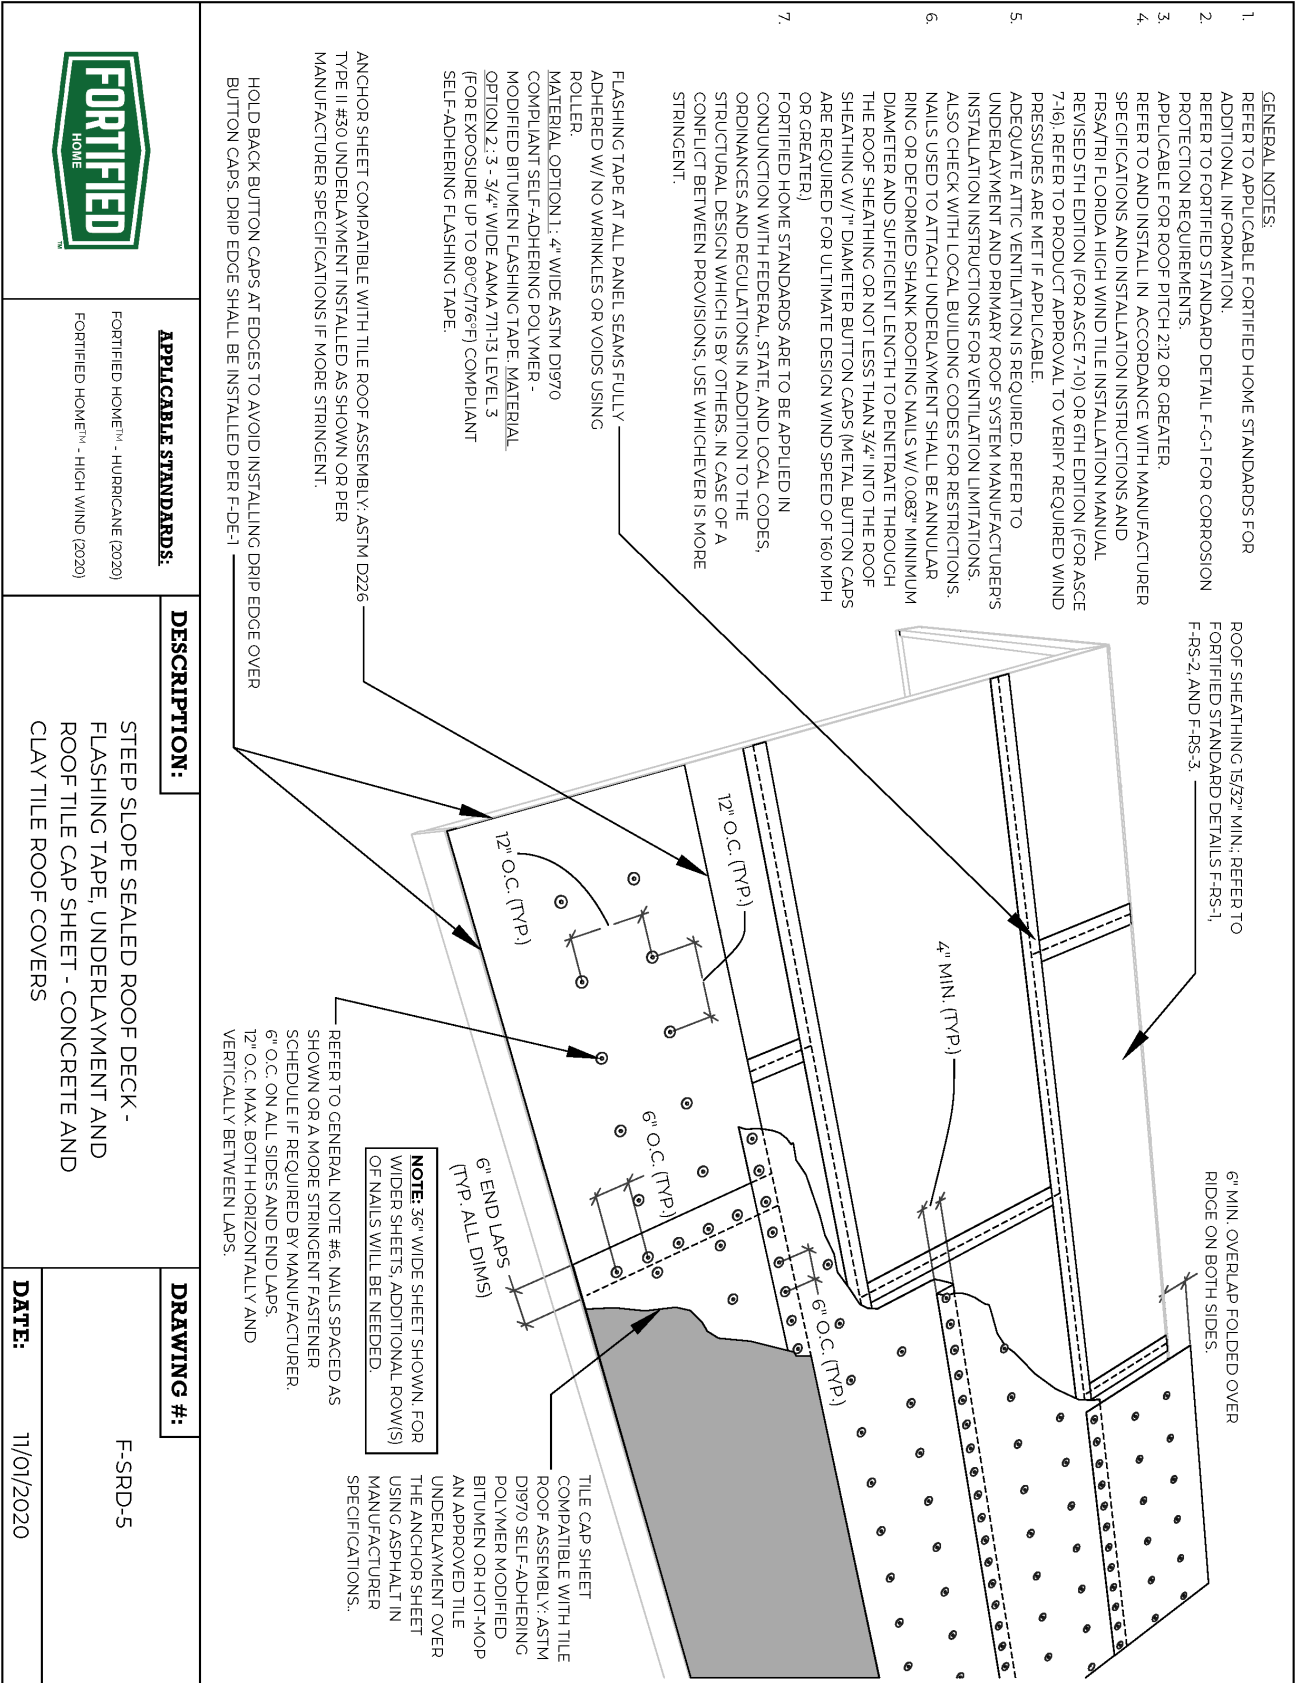 GENERAL NOTES:
1. REFER TO APPLICABLE FORTIFIED HOME STANDARDS FOR
ADDITIONAL INFORMATION.
2. REFER TO FORTIFIED STANDARD DETAIL F-G-1 FOR CORROSION
PROTECTION REQUIREMENTS.
3. APPLICABLE FOR ROOF PITCH 2:12 OR GREATER.
4. REFER TO AND INSTALL IN ACCORDANCE WITH MANUFACTURER
SPECIFICATIONS AND INSTALLATION INSTRUCTIONS AND
FRSA/TRI FLORIDA HIGH WIND TILE INSTALLATION MANUAL
REVISED 5TH EDITION (FOR ASCE 7-10) OR 6TH EDITION (FOR ASCE
7-16). REFER TO PRODUCT APPROVAL TO VERIFY REQUIRED WIND
PRESSURES ARE MET IF APPLICABLE.
5. ADEQUATE ATTIC VENTILATION IS REQUIRED. REFER TO
UNDERLAYMENT AND PRIMARY ROOF SYSTEM MANUFACTURER'S
INSTALLATION INSTRUCTIONS FOR VENTILATION LIMITATIONS.
ALSO CHECK WITH LOCAL BUILDING CODES FOR RESTRICTIONS.
6. NAILS USED TO ATTACH UNDERLAYMENT SHALL BE ANNULAR
RING OR DEFORMED SHANK ROOFING NAILS W/ 0.083" MINIMUM
DIAMETER AND SUFFICIENT LENGTH TO PENETRATE THROUGH
THE ROOF SHEATHING OR NOT LESS THAN 3/4" INTO THE ROOF
SHEATHING W/ 1" DIAMETER BUTTON CAPS (METAL BUTTON CAPS
ARE REQUIRED FOR ULTIMATE DESIGN WIND SPEED OF 160 MPH
OR GREATER.)
7. FORTIFIED HOME STANDARDS ARE TO BE APPLIED IN
CONJUNCTION WITH FEDERAL, STATE, AND LOCAL CODES,
ORDINANCES AND REGULATIONS IN ADDITION TO THE
STRUCTURAL DESIGN WHICH IS BY OTHERS. IN CASE OF A
CONFLICT BETWEEN PROVISIONS, USE WHICHEVER IS MORE
STRINGENT.
ROOF SHEATHING 15/32" MIN.; REFER TO
FORTIFIED STANDARD DETAILS F-RS-1,
F-RS-2, AND F-RS-3.
6" MIN. OVERLAP FOLDED OVER
RIDGE ON BOTH SIDES.
4" MIN. (TYP.)
12" O.C. (TYP.)
12" O.C. (TYP.)
6" O.C. (TYP.)
6" O.C. (TYP.)
6" END LAPS
(TYP. ALL DIMS)
FLASHING TAPE AT ALL PANEL SEAMS FULLY
ADHERED W/ NO WRINKLES OR VOIDS USING
ROLLER.
MATERIAL OPTION 1 : 4" WIDE ASTM D1970
COMPLIANT SELF-ADHERING POLYMER -
MODIFIED BITUMEN FLASHING TAPE. MATERIAL
OPTION 2 : 3 - 3/4" WIDE AAMA 711-13 LEVEL 3
(FOR EXPOSURE UP TO 80°C/176°F) COMPLIANT
SELF-ADHERING FLASHING TAPE.
ANCHOR SHEET COMPATIBLE WITH TILE ROOF ASSEMBLY: ASTM D226
TYPE II #30 UNDERLAYMENT INSTALLED AS SHOWN OR PER
MANUFACTURER SPECIFICATIONS IF MORE STRINGENT.
HOLD BACK BUTTON CAPS AT EDGES TO AVOID INSTALLING DRIP EDGE OVER
BUTTON CAPS. DRIP EDGE SHALL BE INSTALLED PER F-DE-1
NOTE: 36" WIDE SHEET SHOWN. FOR
WIDER SHEETS, ADDITIONAL ROW(S)
OF NAILS WILL BE NEEDED.
REFER TO GENERAL NOTE #6. NAILS SPACED AS
SHOWN OR A MORE STRINGENT FASTENER
SCHEDULE IF REQUIRED BY MANUFACTURER.
6" O.C. ON ALL SIDES AND END LAPS.
12" O.C. MAX. BOTH HORIZONTALLY AND
VERTICALLY BETWEEN LAPS.
TILE CAP SHEET
COMPATIBLE WITH TILE
ROOF ASSEMBLY: ASTM
D1970 SELF-ADHERING
POLYMER MODIFIED
BITUMEN OR HOT-MOP
AN APPROVED TILE
UNDERLAYMENT OVER
THE ANCHOR SHEET
USING ASPHALT IN
MANUFACTURER
SPECIFICATIONS..
FORTIFIED
HOME
TM
APPLICABLE STANDARDS:
FORTIFIED HOME™ - HURRICANE (2020)
FORTIFIED HOME™ - HIGH WIND (2020)
DESCRIPTION:
STEEP SLOPE SEALED ROOF DECK -
FLASHING TAPE, UNDERLAYMENT AND
ROOF TILE CAP SHEET - CONCRETE AND
CLAY TILE ROOF COVERS
DRAWING #:
F-SRD-5
DATE: 11/01/2020